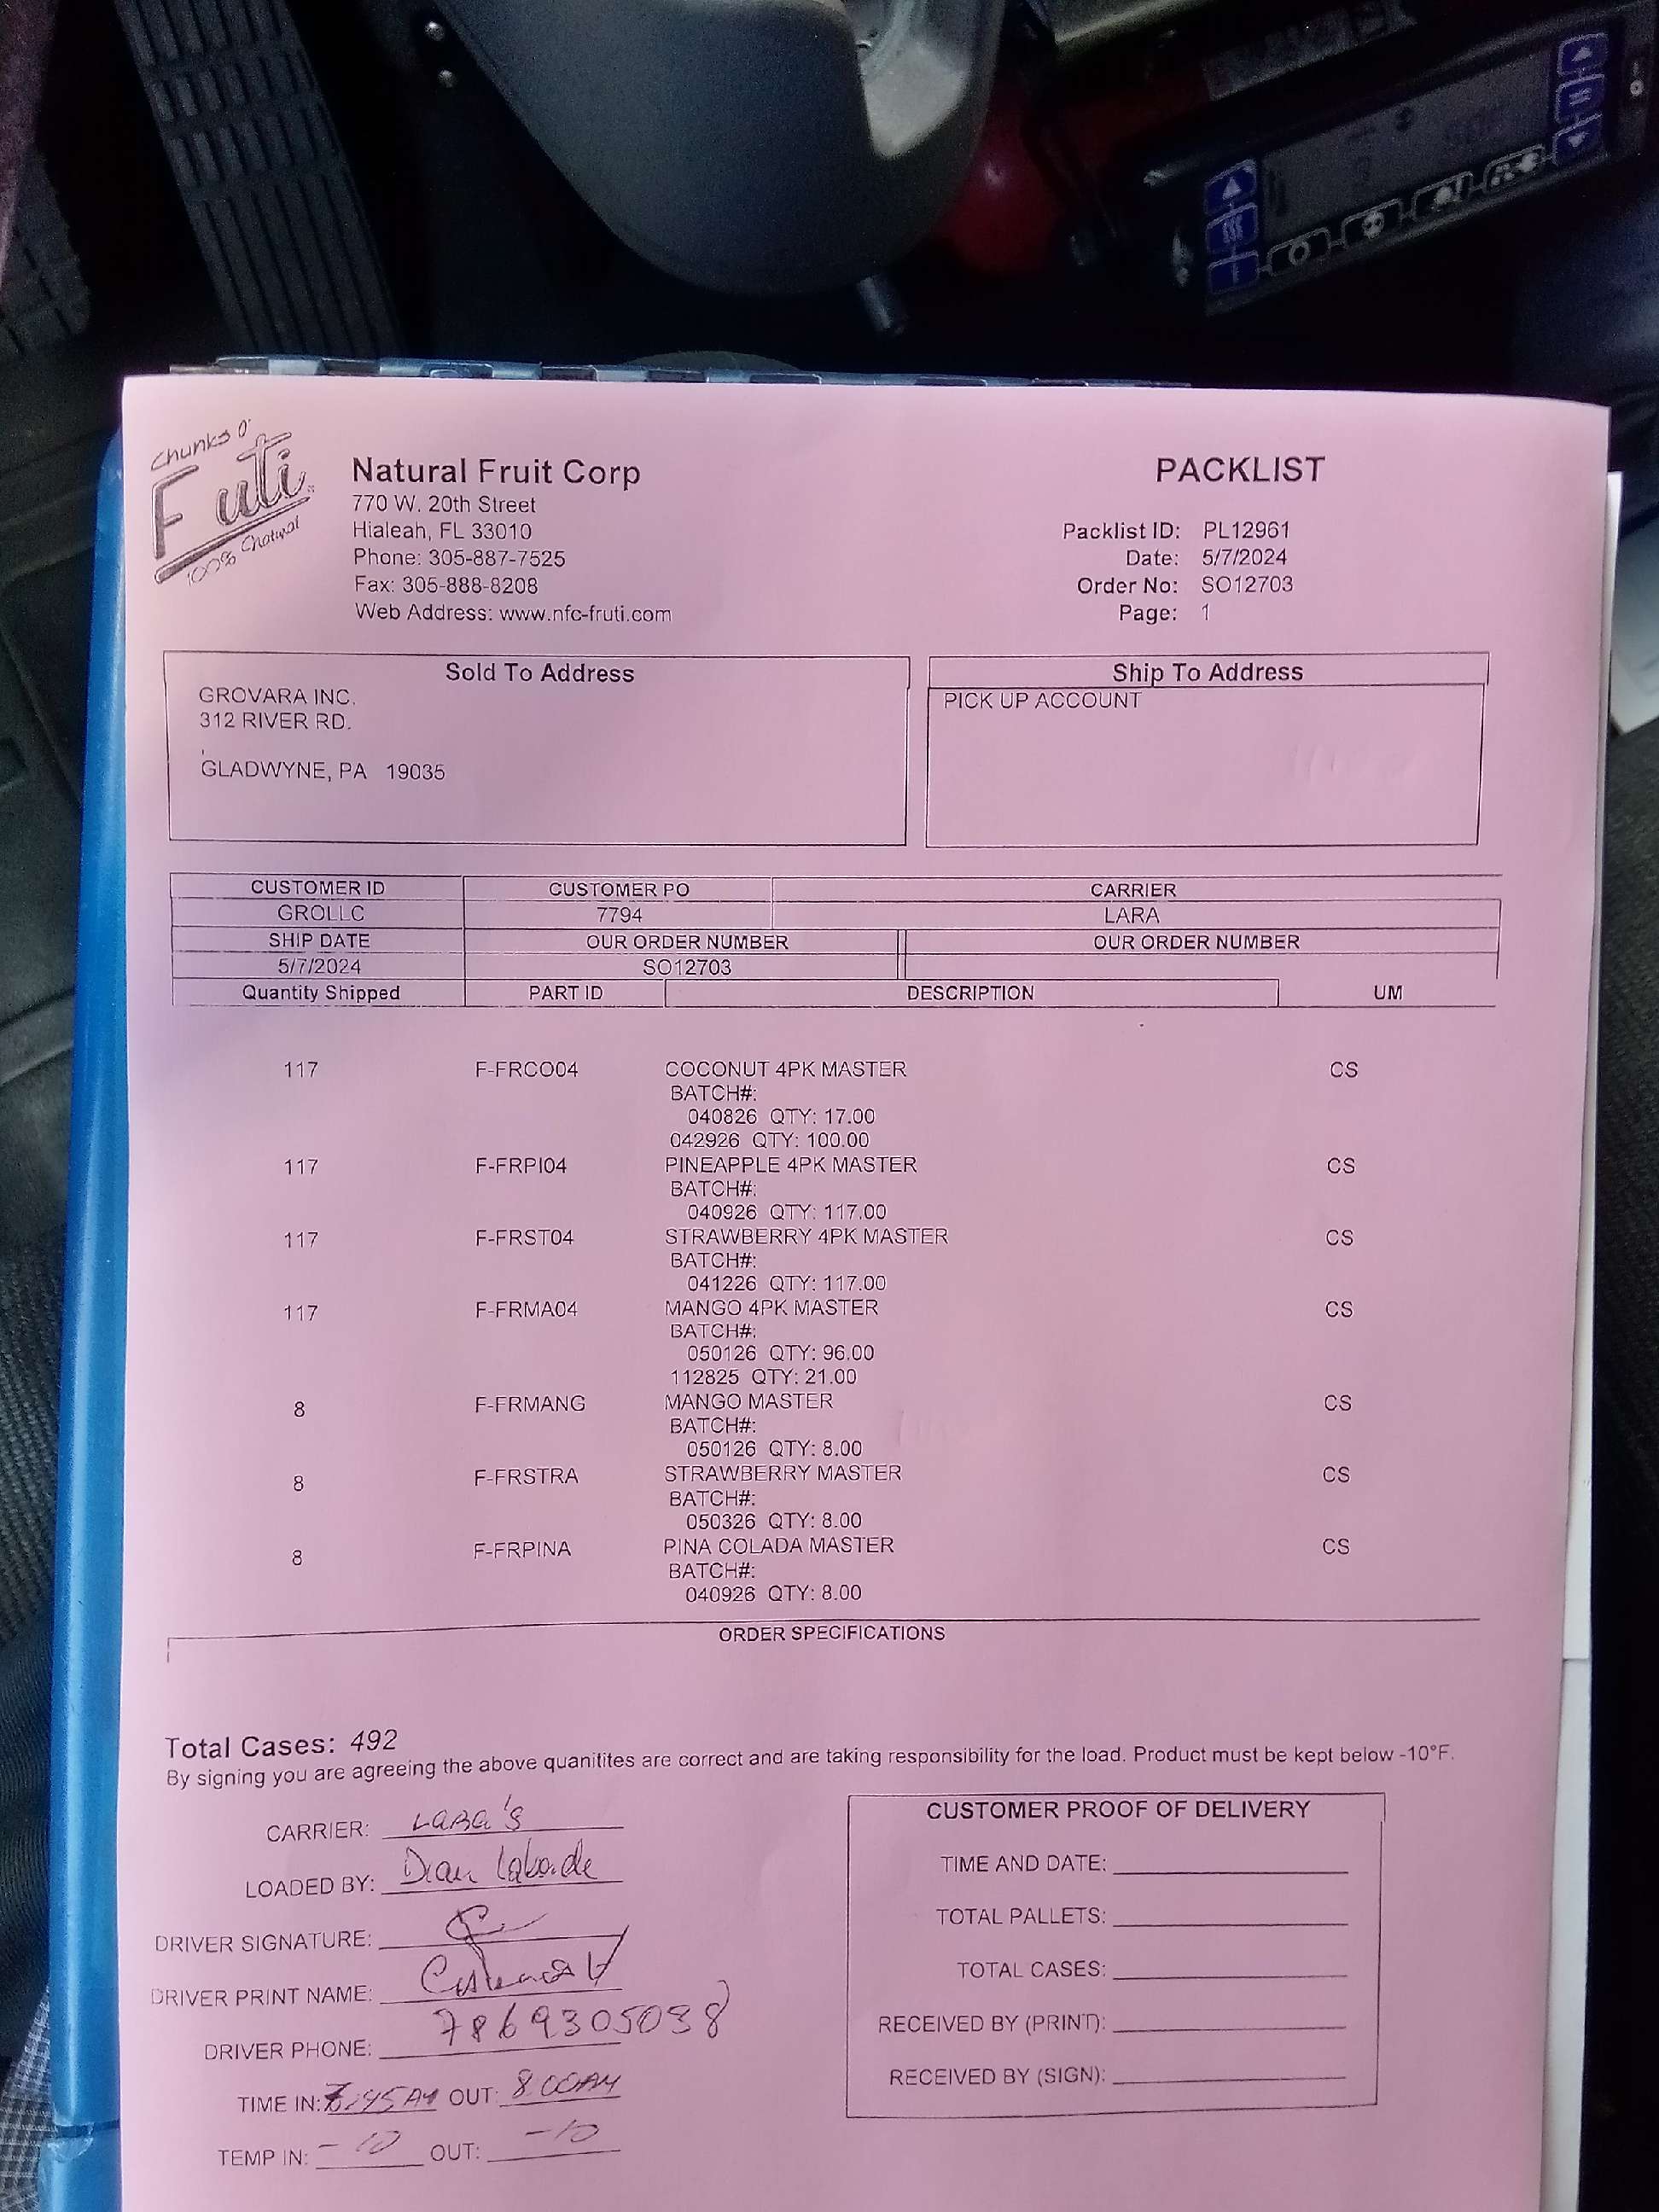 Chunks O'
Fruti
100% Natural
Natural Fruit Corp
770 W. 20th Street
Hialeah, FL 33010
Phone: 305-887-7525
Fax: 305-888-8208
Web Address: www.nfc-fruti.com
PACKLIST
Packlist ID: PL12961
Date: 5/7/2024
Order No: SO12703
Page: 1
Sold To Address
GROVARA INC.
312 RIVER RD.
,
GLADWYNE, PA 19035
Ship To Address
PICK UP ACCOUNT
CUSTOMER ID CUSTOMER PO CARRIER
GROLLC 7794 LARA
SHIP DATE OUR ORDER NUMBER OUR ORDER NUMBER
5/7/2024 SO12703
Quantity Shipped PART ID DESCRIPTION UM
117 F-FRCO04 COCONUT 4PK MASTER CS
BATCH#:
040826 QTY: 17.00
042926 QTY: 100.00
117 F-FRPI04 PINEAPPLE 4PK MASTER CS
BATCH#:
040926 QTY: 117.00
117 F-FRST04 STRAWBERRY 4PK MASTER CS
BATCH#:
041226 QTY: 117.00
117 F-FRMA04 MANGO 4PK MASTER CS
BATCH#:
050126 QTY: 96.00
112825 QTY: 21.00
8 F-FRMANG MANGO MASTER CS
BATCH#:
050126 QTY: 8.00
8 F-FRSTRA STRAWBERRY MASTER CS
BATCH#:
050326 QTY: 8.00
8 F-FRPINA PINA COLADA MASTER CS
BATCH#:
040926 QTY: 8.00
ORDER SPECIFICATIONS
Total Cases: 492
By signing you are agreeing the above quanitites are correct and are taking responsibility for the load. Product must be kept below -10°F.
CARRIER: LARA'S
LOADED BY:
DRIVER SIGNATURE:
DRIVER PRINT NAME:
DRIVER PHONE: 7869305038
TIME IN: 7:45 AM OUT: 8:00AM
TEMP IN: -10 OUT: -10
CUSTOMER PROOF OF DELIVERY
TIME AND DATE:
TOTAL PALLETS:
TOTAL CASES:
RECEIVED BY (PRINT):
RECEIVED BY (SIGN):